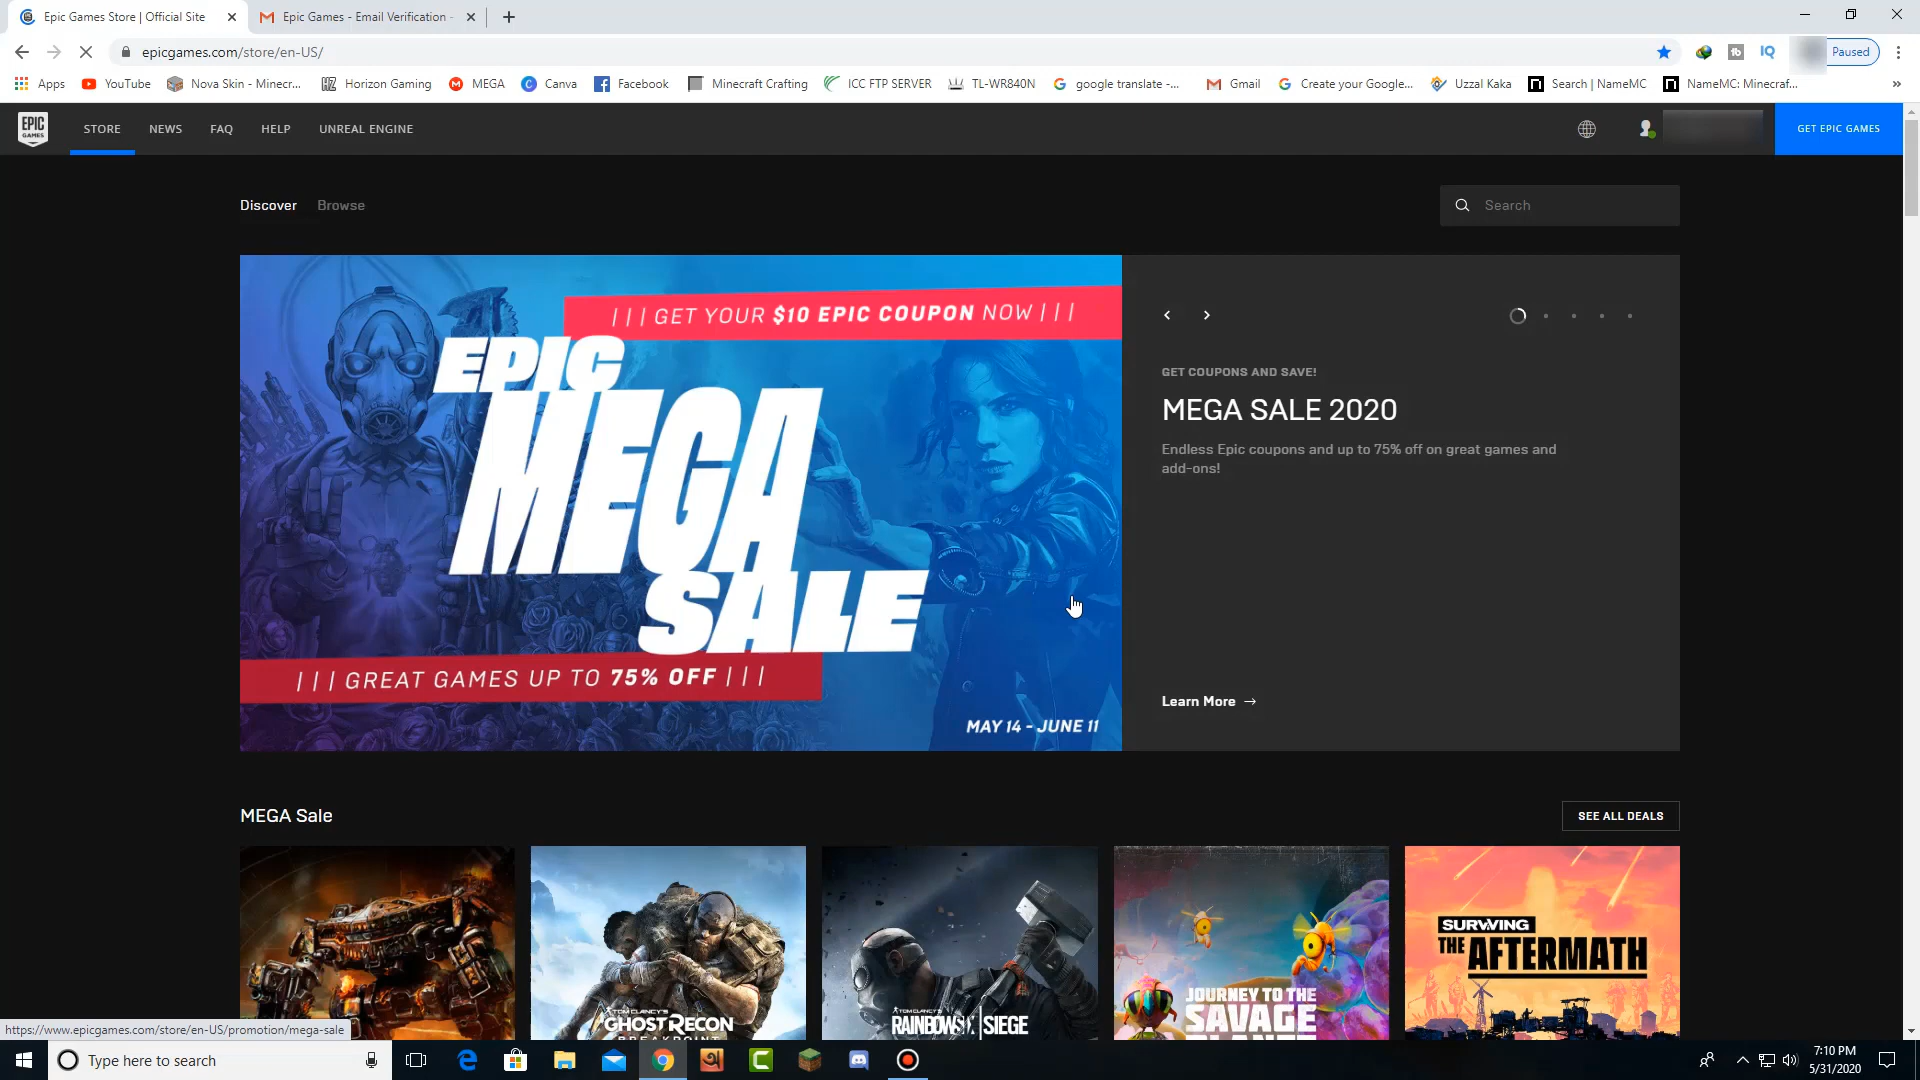 Epic Games Store | Official Site
Epic Games - Email Verification -
epicgames.com/store/en-US/
Paused
Apps
YouTube
Nova Skin - Minecr...
Horizon Gaming
MEGA
Canva
Facebook
Minecraft Crafting
ICC FTP SERVER
TL-WR840N
google translate -...
Gmail
Create your Google...
Uzzal Kaka
Search | NameMC
NameMC: Minecraf...
EPIC
GAMES
STORE
NEWS
FAQ
HELP
UNREAL ENGINE
GET EPIC GAMES
Discover
Browse
Search
||| GET YOUR $10 EPIC COUPON NOW |||
EPIC
MEGA
SALE
||| GREAT GAMES UP TO 75% OFF |||
MAY 14 - JUNE 11
GET COUPONS AND SAVE!
MEGA SALE 2020
Endless Epic coupons and up to 75% off on great games and
add-ons!
Learn More →
MEGA Sale
SEE ALL DEALS
TOM CLANCY'S
GHOST RECON
BREAKPOINT
TOM CLANCY'S
RAINBOW SIX | SIEGE
JOURNEY TO THE
SAVAGE
PLANET
SURVIVING
THE AFTERMATH
https://www.epicgames.com/store/en-US/promotion/mega-sale
Type here to search
7:10 PM
5/31/2020